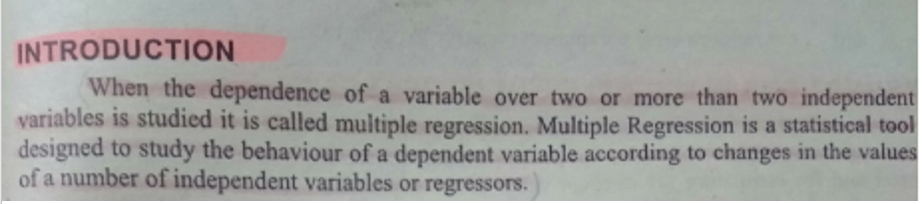 INTRODUCTION
When the dependence of a variable over two or more than two independent
variables is studied it is called multiple regression. Multiple Regression is a statistical tool
designed to study the behaviour of a dependent variable according to changes in the values
of a number of independent variables or regressors.